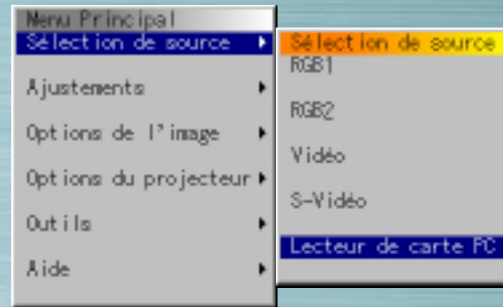 Menu Principal
Sélection de source
Ajustements
Options de l'image
Options du projecteur
Outils
Aide
Sélection de source
RGB1
RGB2
Vidéo
S-Vidéo
Lecteur de carte PC